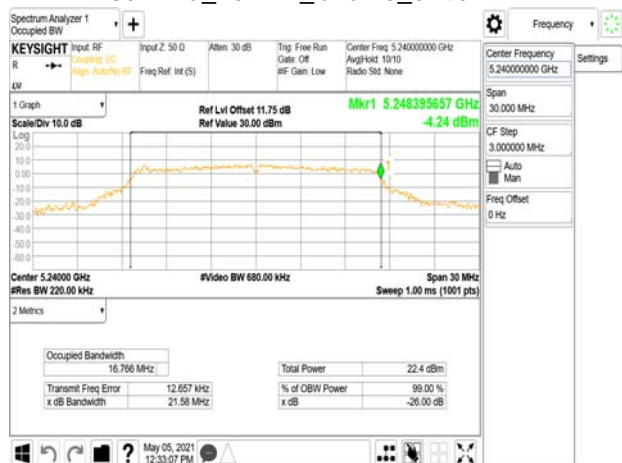 Spectrum Analyzer 1
Occupied BW
Frequency
KEYSIGHT
Input: RF
Coupling: DC
Align: Auto/No RF
Input Z: 50 Ω
Freq Ref: Int (S)
Atten: 30 dB
Trig: Free Run
Gate: Off
#IF Gain: Low
Center Freq: 5.240000000 GHz
Avg|Hold: 10/10
Radio Std: None
R
LW
Center Frequency
5.240000000 GHz
Settings
Span
30.000 MHz
CF Step
3.000000 MHz
Auto
Man
Freq Offset
0 Hz
1 Graph
Scale/Div 10.0 dB
Ref Lvl Offset 11.75 dB
Ref Value 30.00 dBm
Mkr1 5.248395657 GHz
-4.24 dBm
Log
20.0
10.0
0.00
-10.0
-20.0
-30.0
-40.0
-50.0
-60.0
1
Center 5.24000 GHz
#Res BW 220.00 kHz
#Video BW 680.00 kHz
Span 30 MHz
Sweep 1.00 ms (1001 pts)
2 Metrics
Occupied Bandwidth
16.766 MHz
Transmit Freq Error 12.657 kHz
x dB Bandwidth 21.58 MHz
Total Power 22.4 dBm
% of OBW Power 99.00 %
x dB -26.00 dB
May 05, 2021
12:33:07 PM